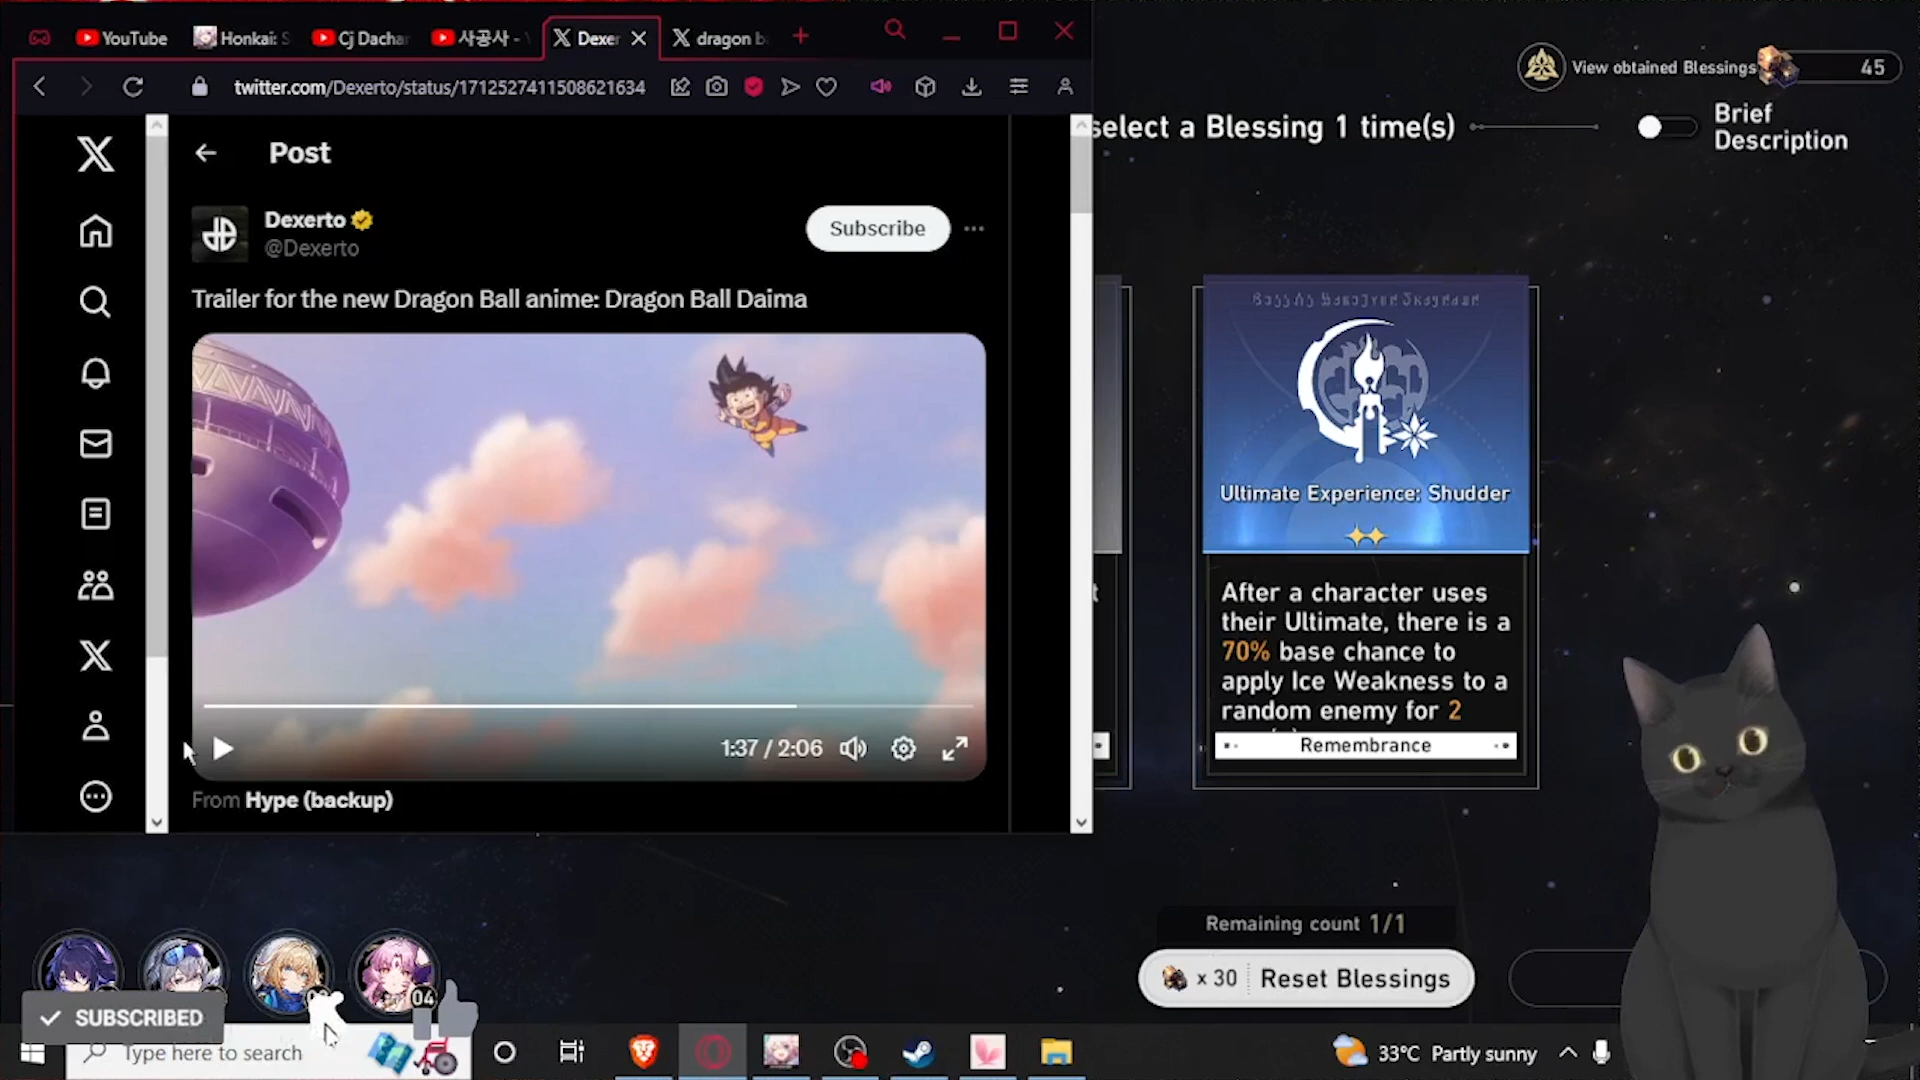 YouTube
Honkai: S
Cj Dachar
사공사 -
Dexer
dragon b
twitter.com/Dexerto/status/1712527411508621634
Post
Dexerto
@Dexerto
Subscribe
Trailer for the new Dragon Ball anime: Dragon Ball Daima
1:37 / 2:06
From Hype (backup)
View obtained Blessings
45
select a Blessing 1 time(s)
Brief
Description
Ultimate Experience: Shudder
After a character uses
their Ultimate, there is a
70% base chance to
apply Ice Weakness to a
random enemy for 2
Remembrance
Remaining count 1/1
x 30 Reset Blessings
04
SUBSCRIBED
Type here to search
33°C Partly sunny